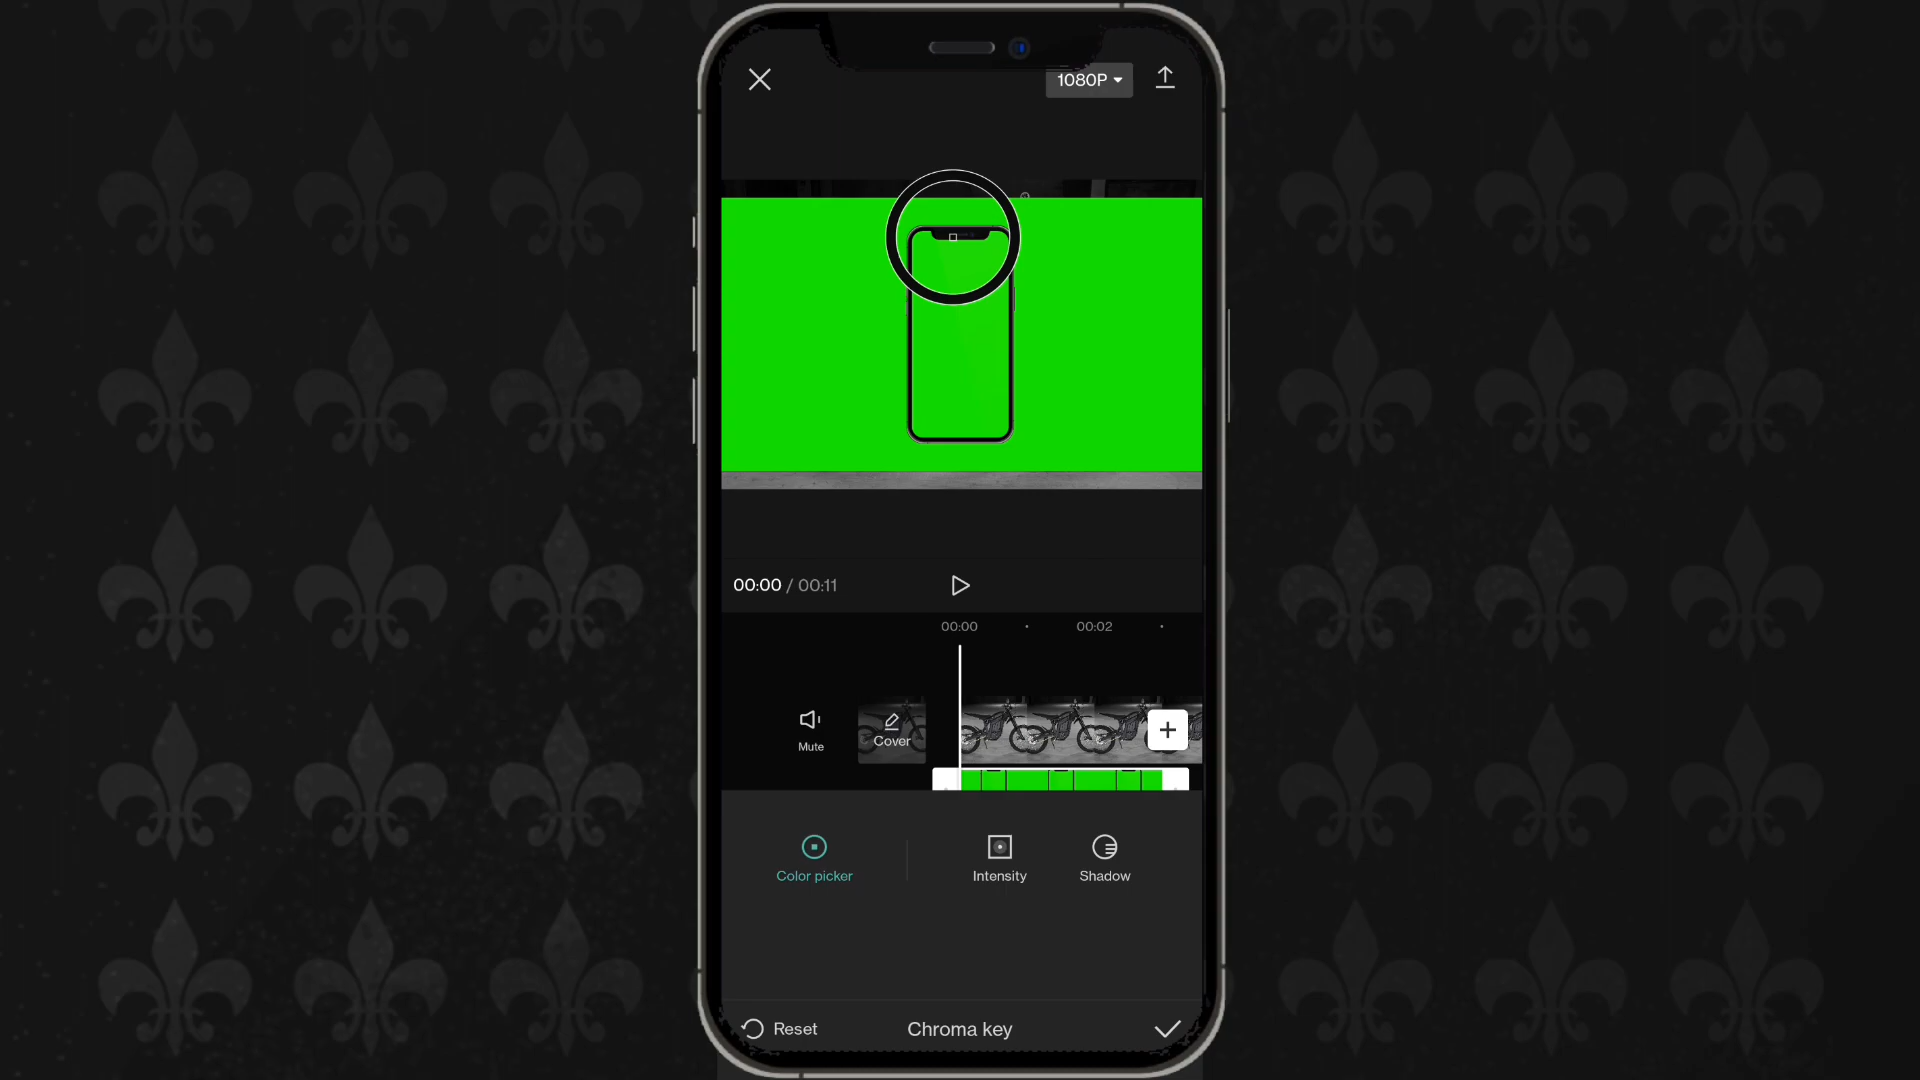 1080P
00:00 / 00:11
00:00 00:02
Mute
Cover
Color picker
Intensity
Shadow
Reset
Chroma key